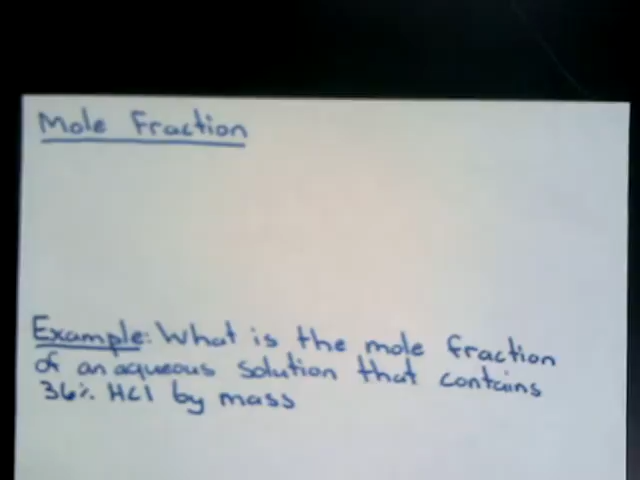 Mole Fraction
Example: What is the mole fraction
of an aqueous solution that contains
36% HCl by mass